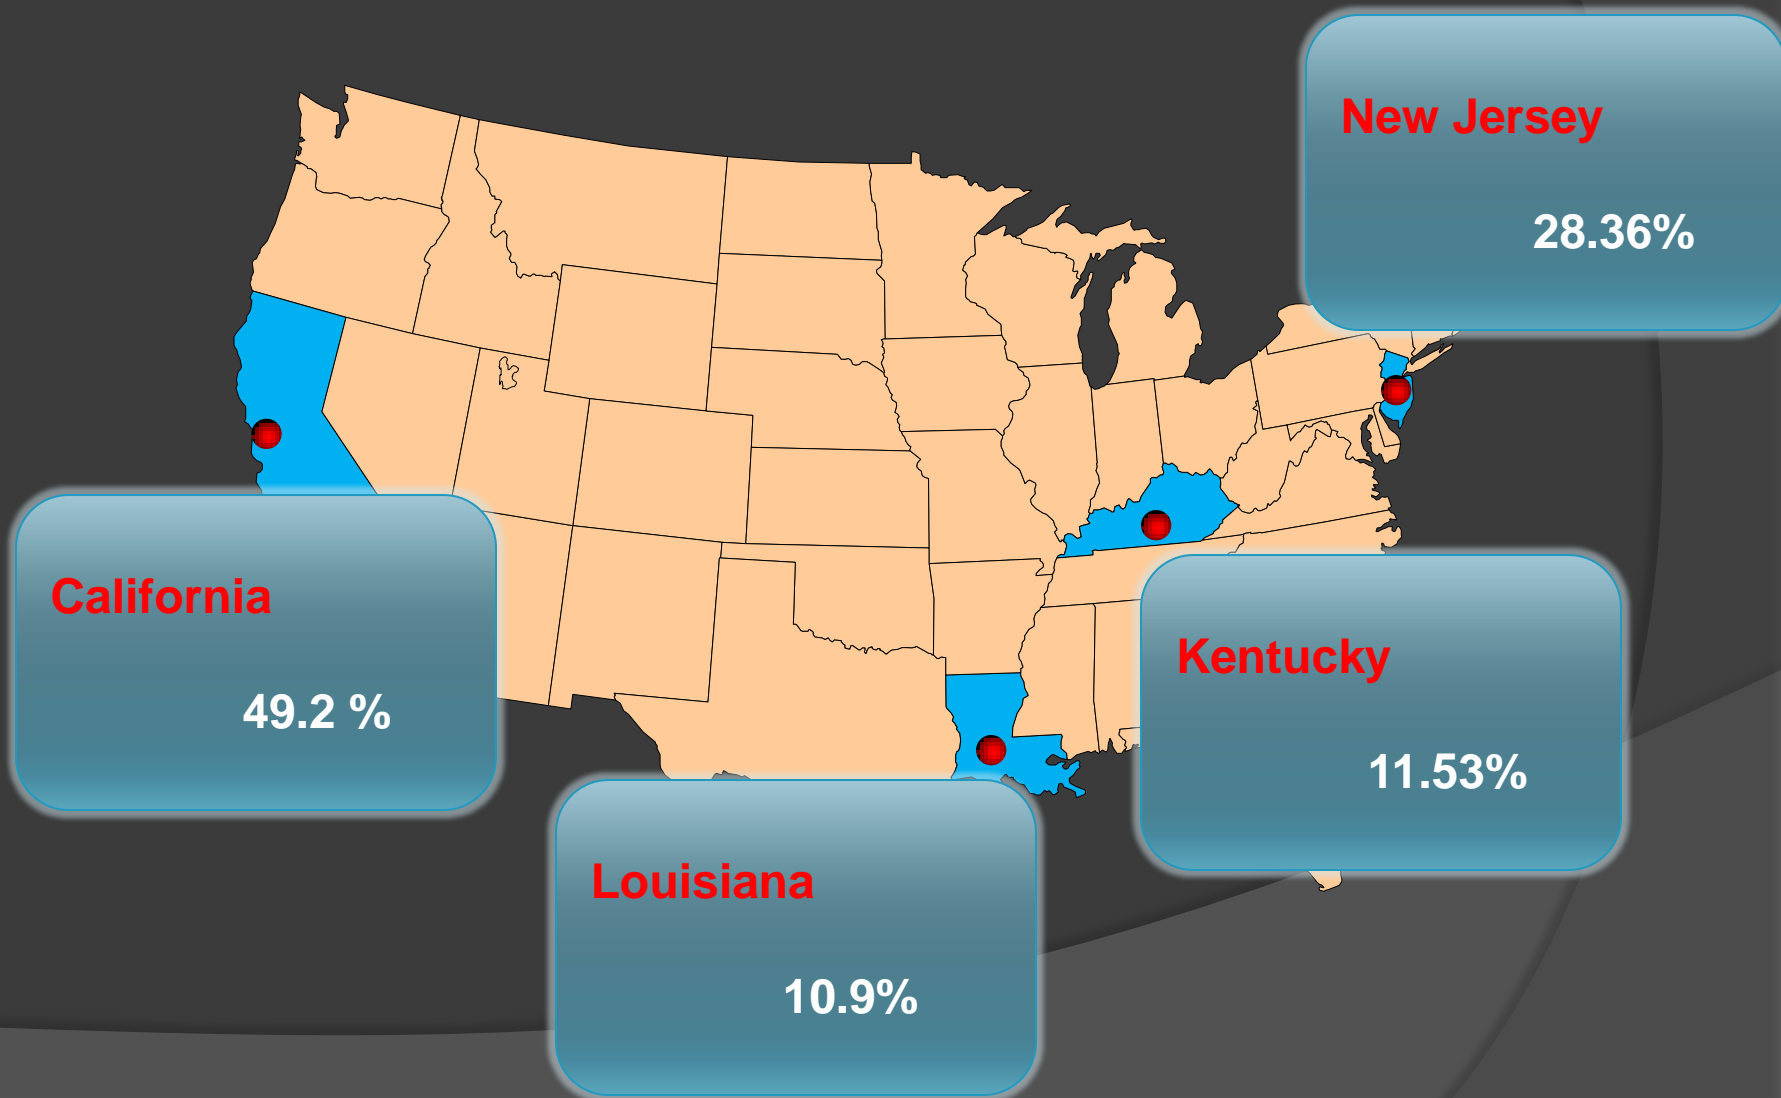 New Jersey
28.36%
California
49.2 %
Kentucky
11.53%
Louisiana
10.9%